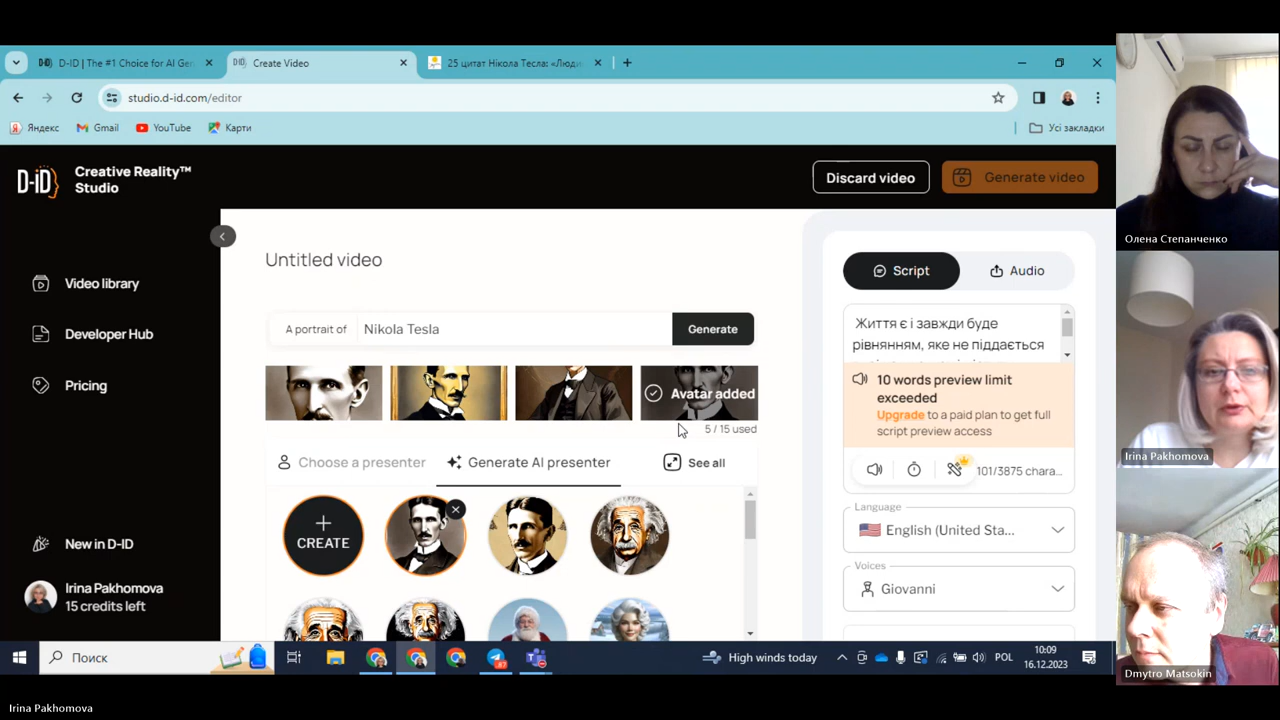 D-ID | The #1 Choice for AI Gen
Create Video
25 цитат Нікола Тесла: «Люди
studio.d-id.com/editor
Яндекс
Gmail
YouTube
Карти
Усі закладки
D-iD
Creative Reality™
Studio
Discard video
Generate video
Video library
Developer Hub
Pricing
New in D-ID
Irina Pakhomova
15 credits left
Untitled video
A portrait of
Nikola Tesla
Generate
Avatar added
5 / 15 used
Choose a presenter
Generate AI presenter
See all
CREATE
Script
Audio
Життя є і завжди буде
рівнянням, яке не піддається
10 words preview limit
exceeded
Upgrade to a paid plan to get full
script preview access
101/3875 chara...
Language
English (United Sta...
Voices
Giovanni
Поиск
High winds today
POL
10:09
16.12.2023
Олена Степанченко
Irina Pakhomova
Dmytro Matsokin
Irina Pakhomova